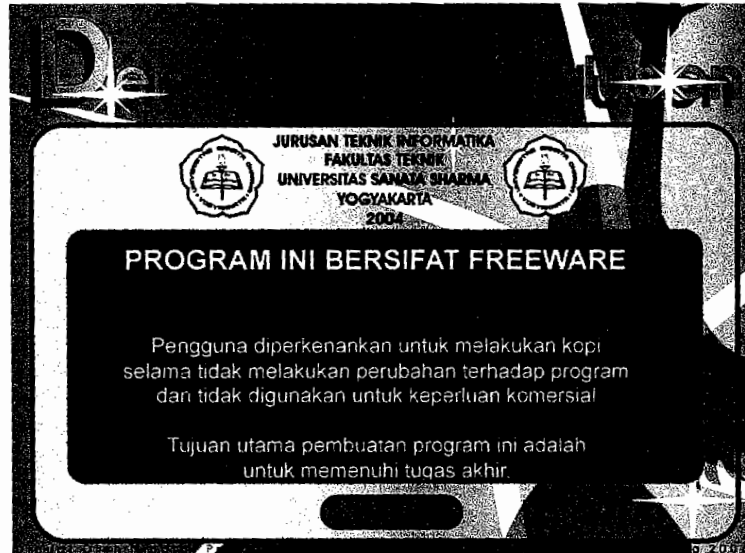 JURUSAN TEKNIK INFORMATIKA
FAKULTAS TEKNIK
UNIVERSITAS SANATA SHARMA
YOGYAKARTA
2004
PROGRAM INI BERSIFAT FREEWARE
Pengguna diperkenankan untuk melakukan kopi
selama tidak melakukan perubahan terhadap program
dan tidak digunakan untuk keperluan komersial
Tujuan utama pembuatan program ini adalah
untuk memenuhi tugas akhir.